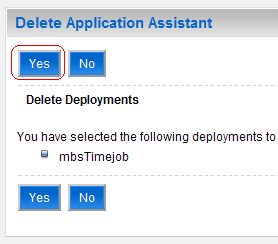 Delete Application Assistant
Yes No
Delete Deployments
You have selected the following deployments to
mbsTimejob
Yes No